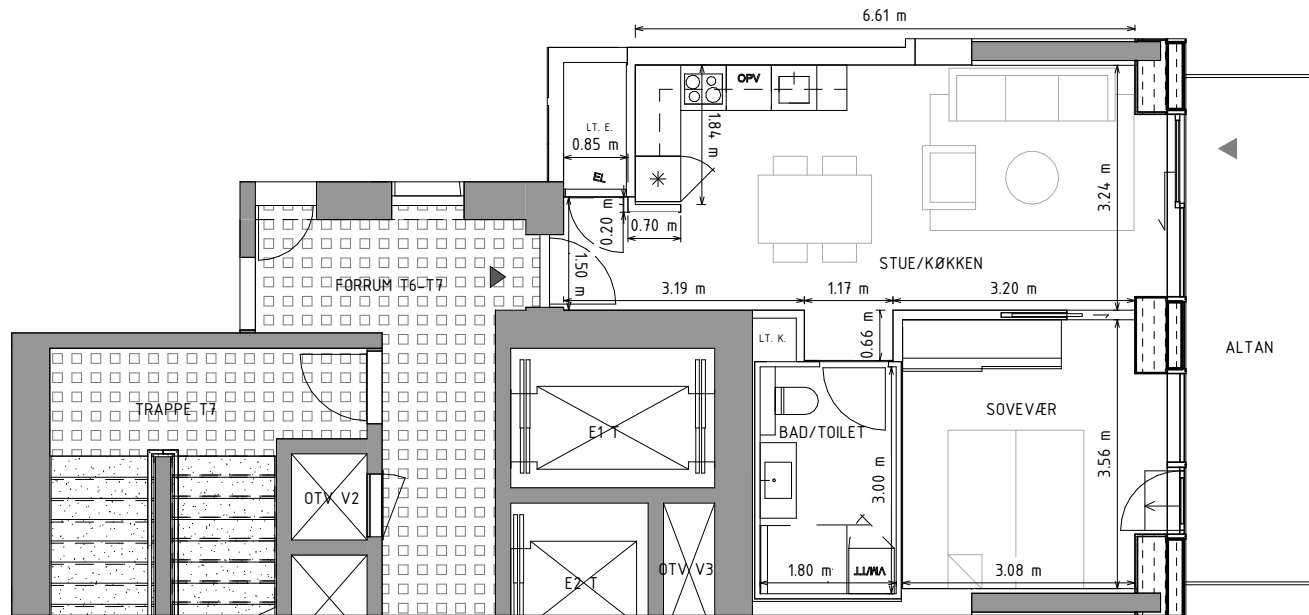 6.61 m
OPV
LT. E.
0.85 m
EL
1.84 m
3.24 m
0.20 m
0.70 m
1.50 m
STUE/KØKKEN
FORRUM T6-T7
3.19 m
1.17 m
3.20 m
LT. K.
0.66 m
ALTAN
TRAPPE T7
E1 T
BAD/TOILET
SOVEVÆR
3.00 m
3.56 m
OTV V2
OTV V3
E2 T
1.80 m
VM/TT
3.08 m